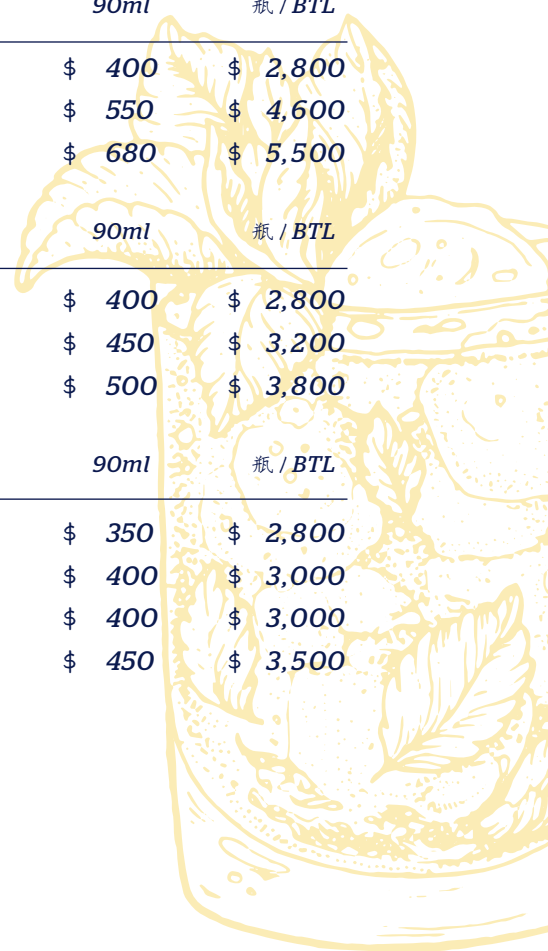 90ml 瓶 / BTL
$ 400 $ 2,800
$ 550 $ 4,600
$ 680 $ 5,500
90ml 瓶 / BTL
$ 400 $ 2,800
$ 450 $ 3,200
$ 500 $ 3,800
90ml 瓶 / BTL
$ 350 $ 2,800
$ 400 $ 3,000
$ 400 $ 3,000
$ 450 $ 3,500